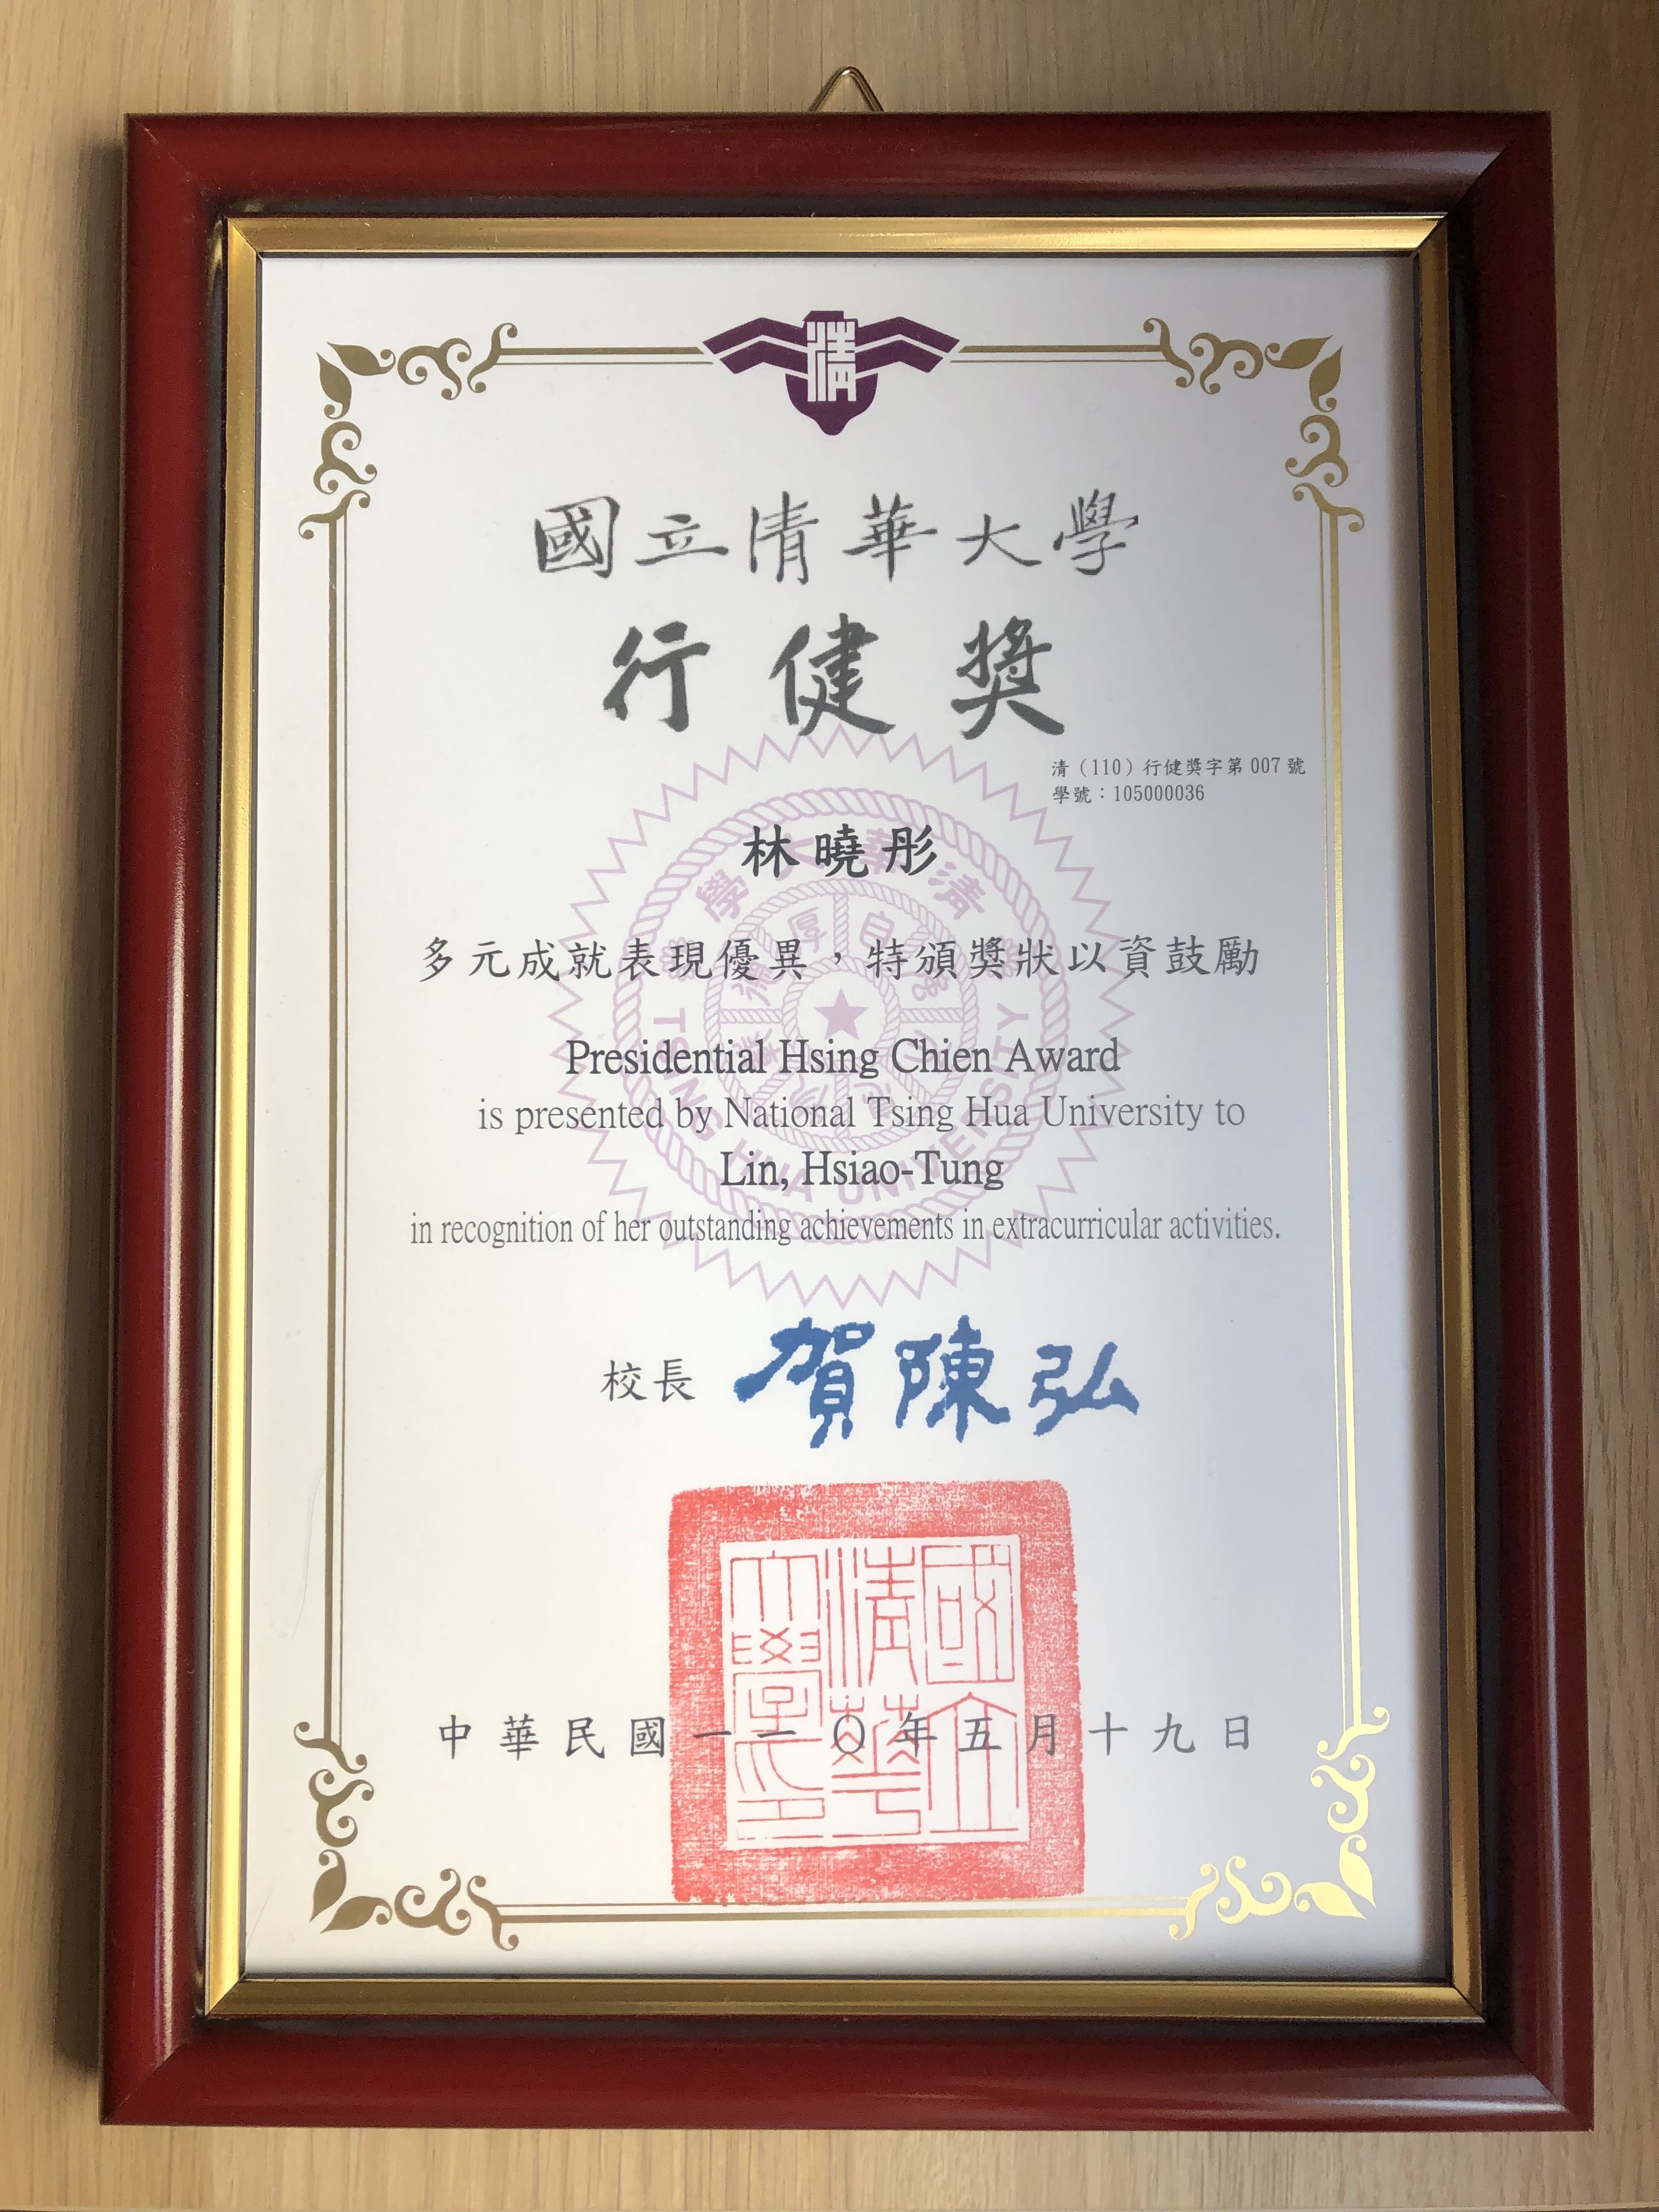 清
國立清華大學
行健獎
清（110）行健獎字第 007 號
學號：105000036
林曉彤
多元成就表現優異，特頒獎狀以資鼓勵
Presidential Hsing Chien Award
is presented by National Tsing Hua University to
Lin, Hsiao-Tung
in recognition of her outstanding achievements in extracurricular activities.
校長 賀陳弘
國立清華大學印
中華民國一一〇年五月十九日